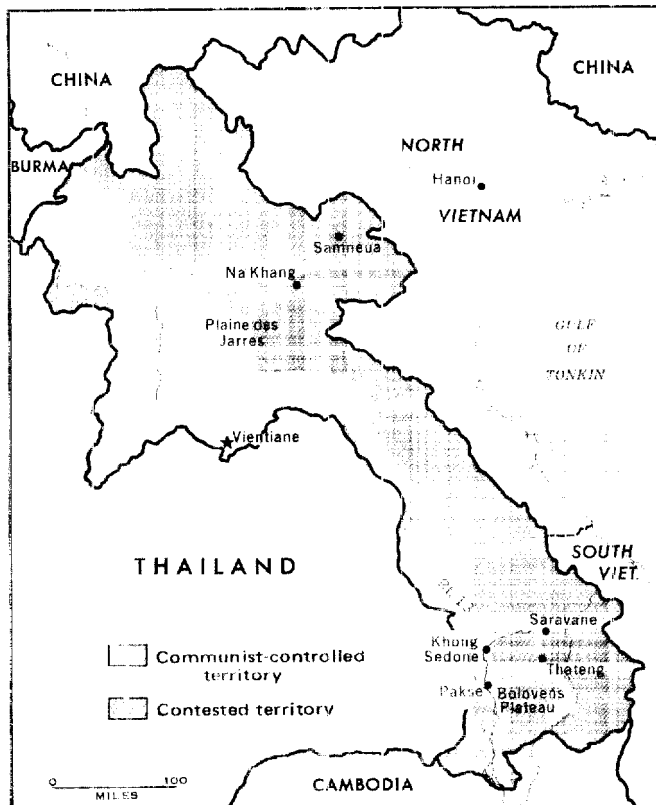 CHINA
CHINA
BURMA
NORTH
Hanoi
VIETNAM
Samneua
Na Khang
Plaine des
Jarres
GULF
OF
TONKIN
Vientiane
THAILAND
SOUTH
VIET.
Saravane
Khong
Sedone
Thateng
Pakse
Bolovens
Plateau
Communist-controlled
territory
Contested territory
0 100
MILES
CAMBODIA